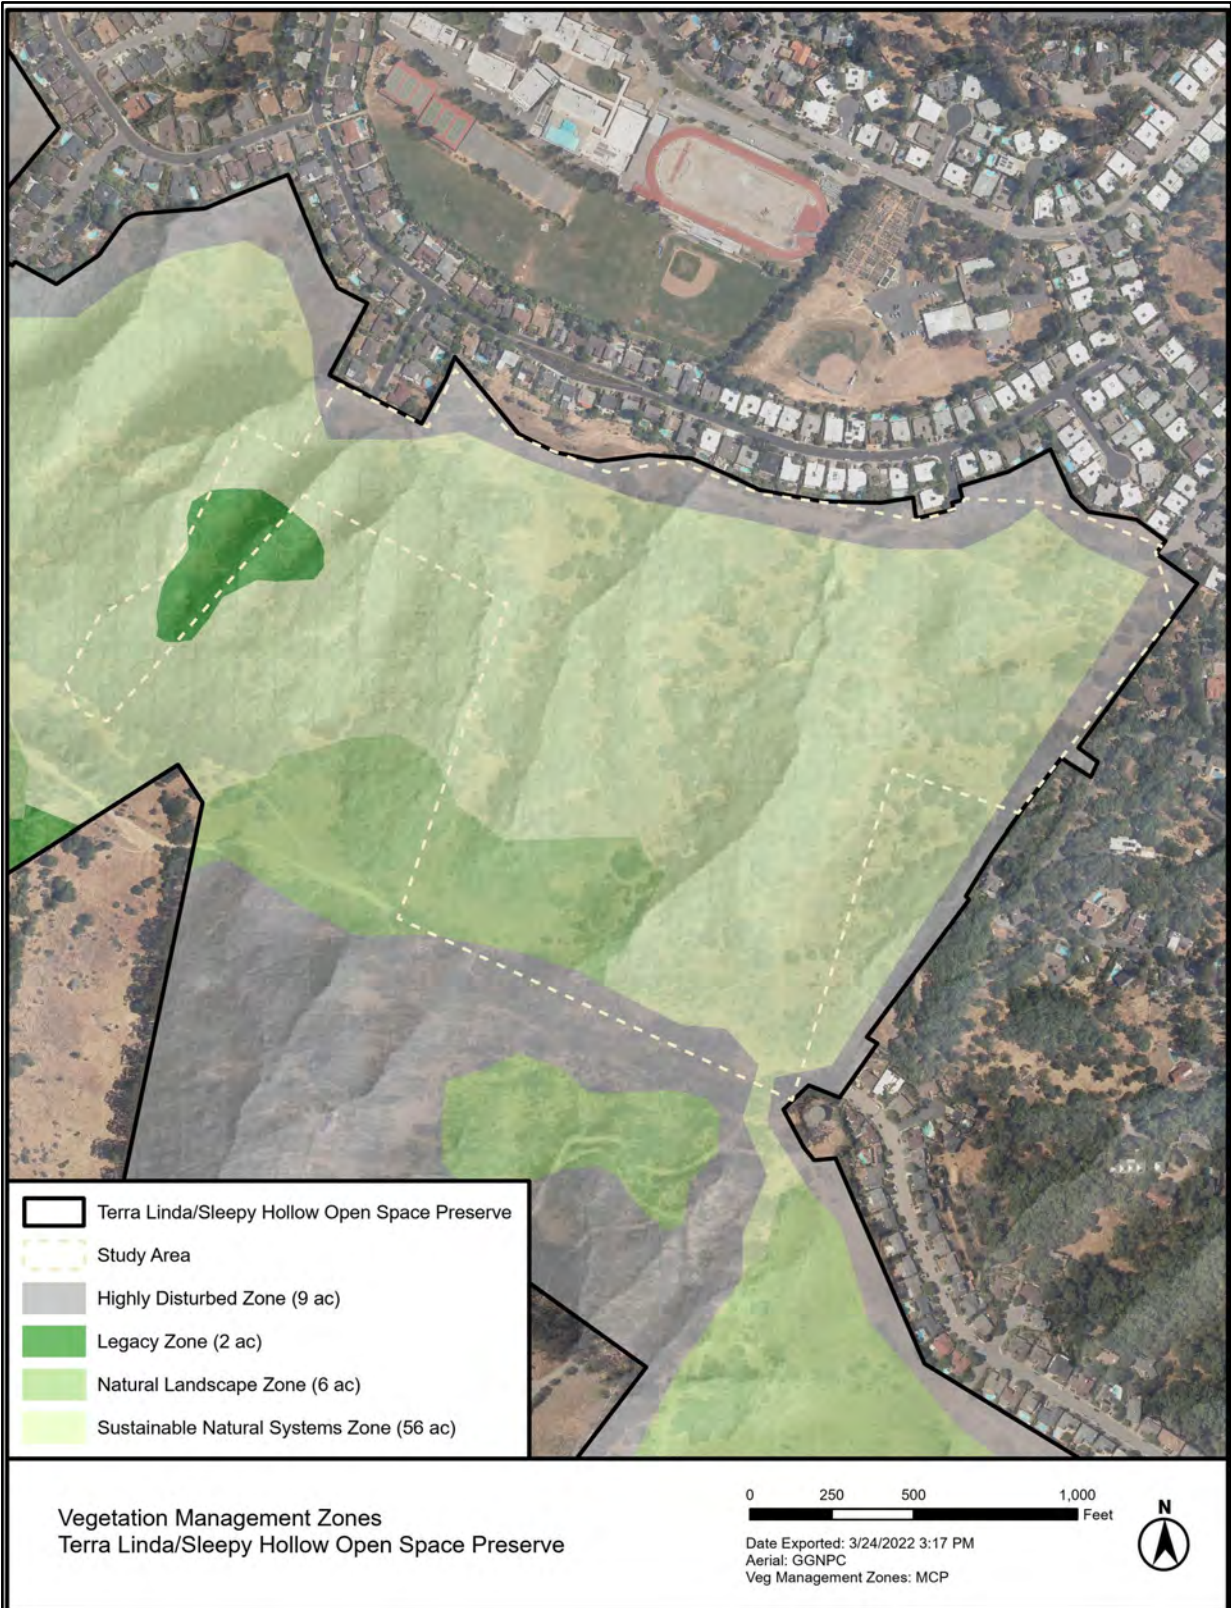 Terra Linda/Sleepy Hollow Open Space Preserve
Study Area
Highly Disturbed Zone (9 ac)
Legacy Zone (2 ac)
Natural Landscape Zone (6 ac)
Sustainable Natural Systems Zone (56 ac)
Vegetation Management Zones
Terra Linda/Sleepy Hollow Open Space Preserve
0 250 500 1,000
Feet
Date Exported: 3/24/2022 3:17 PM
Aerial: GGNPC
Veg Management Zones: MCP
N